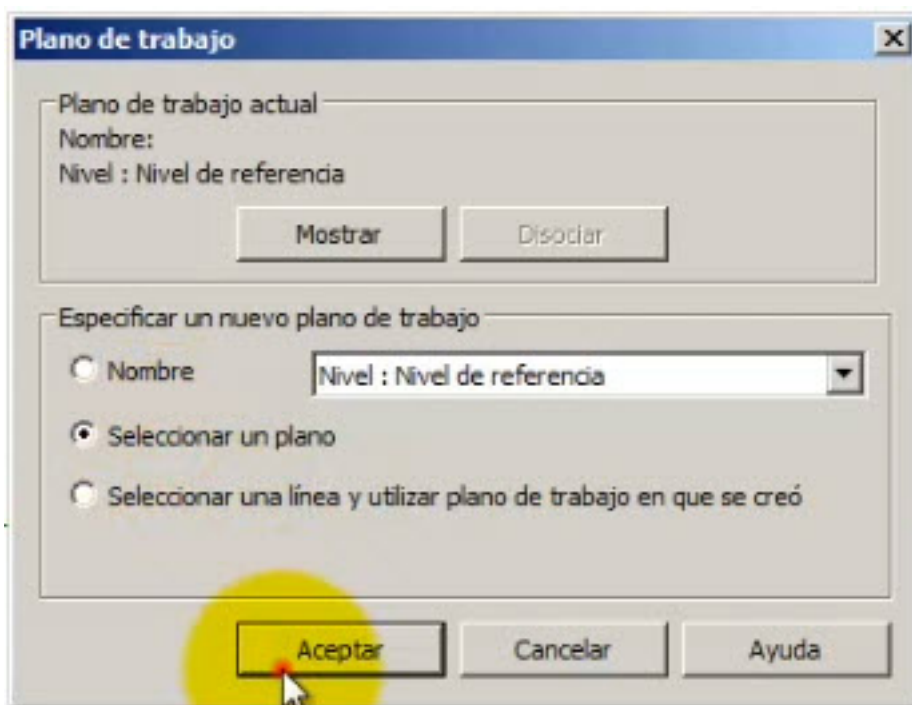 Plano de trabajo
Plano de trabajo actual
Nombre:
Nivel : Nivel de referencia
Mostrar
Disociar
Especificar un nuevo plano de trabajo
Nombre
Nivel : Nivel de referencia
Seleccionar un plano
Seleccionar una línea y utilizar plano de trabajo en que se creó
Aceptar
Cancelar
Ayuda